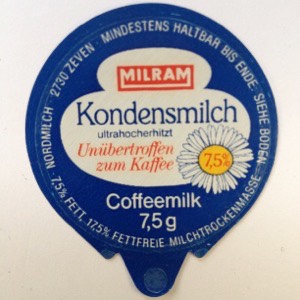 MILRAM
Kondensmilch
ultrahocherhitzt
Unübertroffen
zum Kaffee
7,5%
Coffeemilk
7,5 g
NORDMILCH · 2730 ZEVEN · MINDESTENS HALTBAR BIS ENDE: SIEHE BODEN
7,5% FETT, 17,5% FETTFREIE MILCHTROCKENMASSE